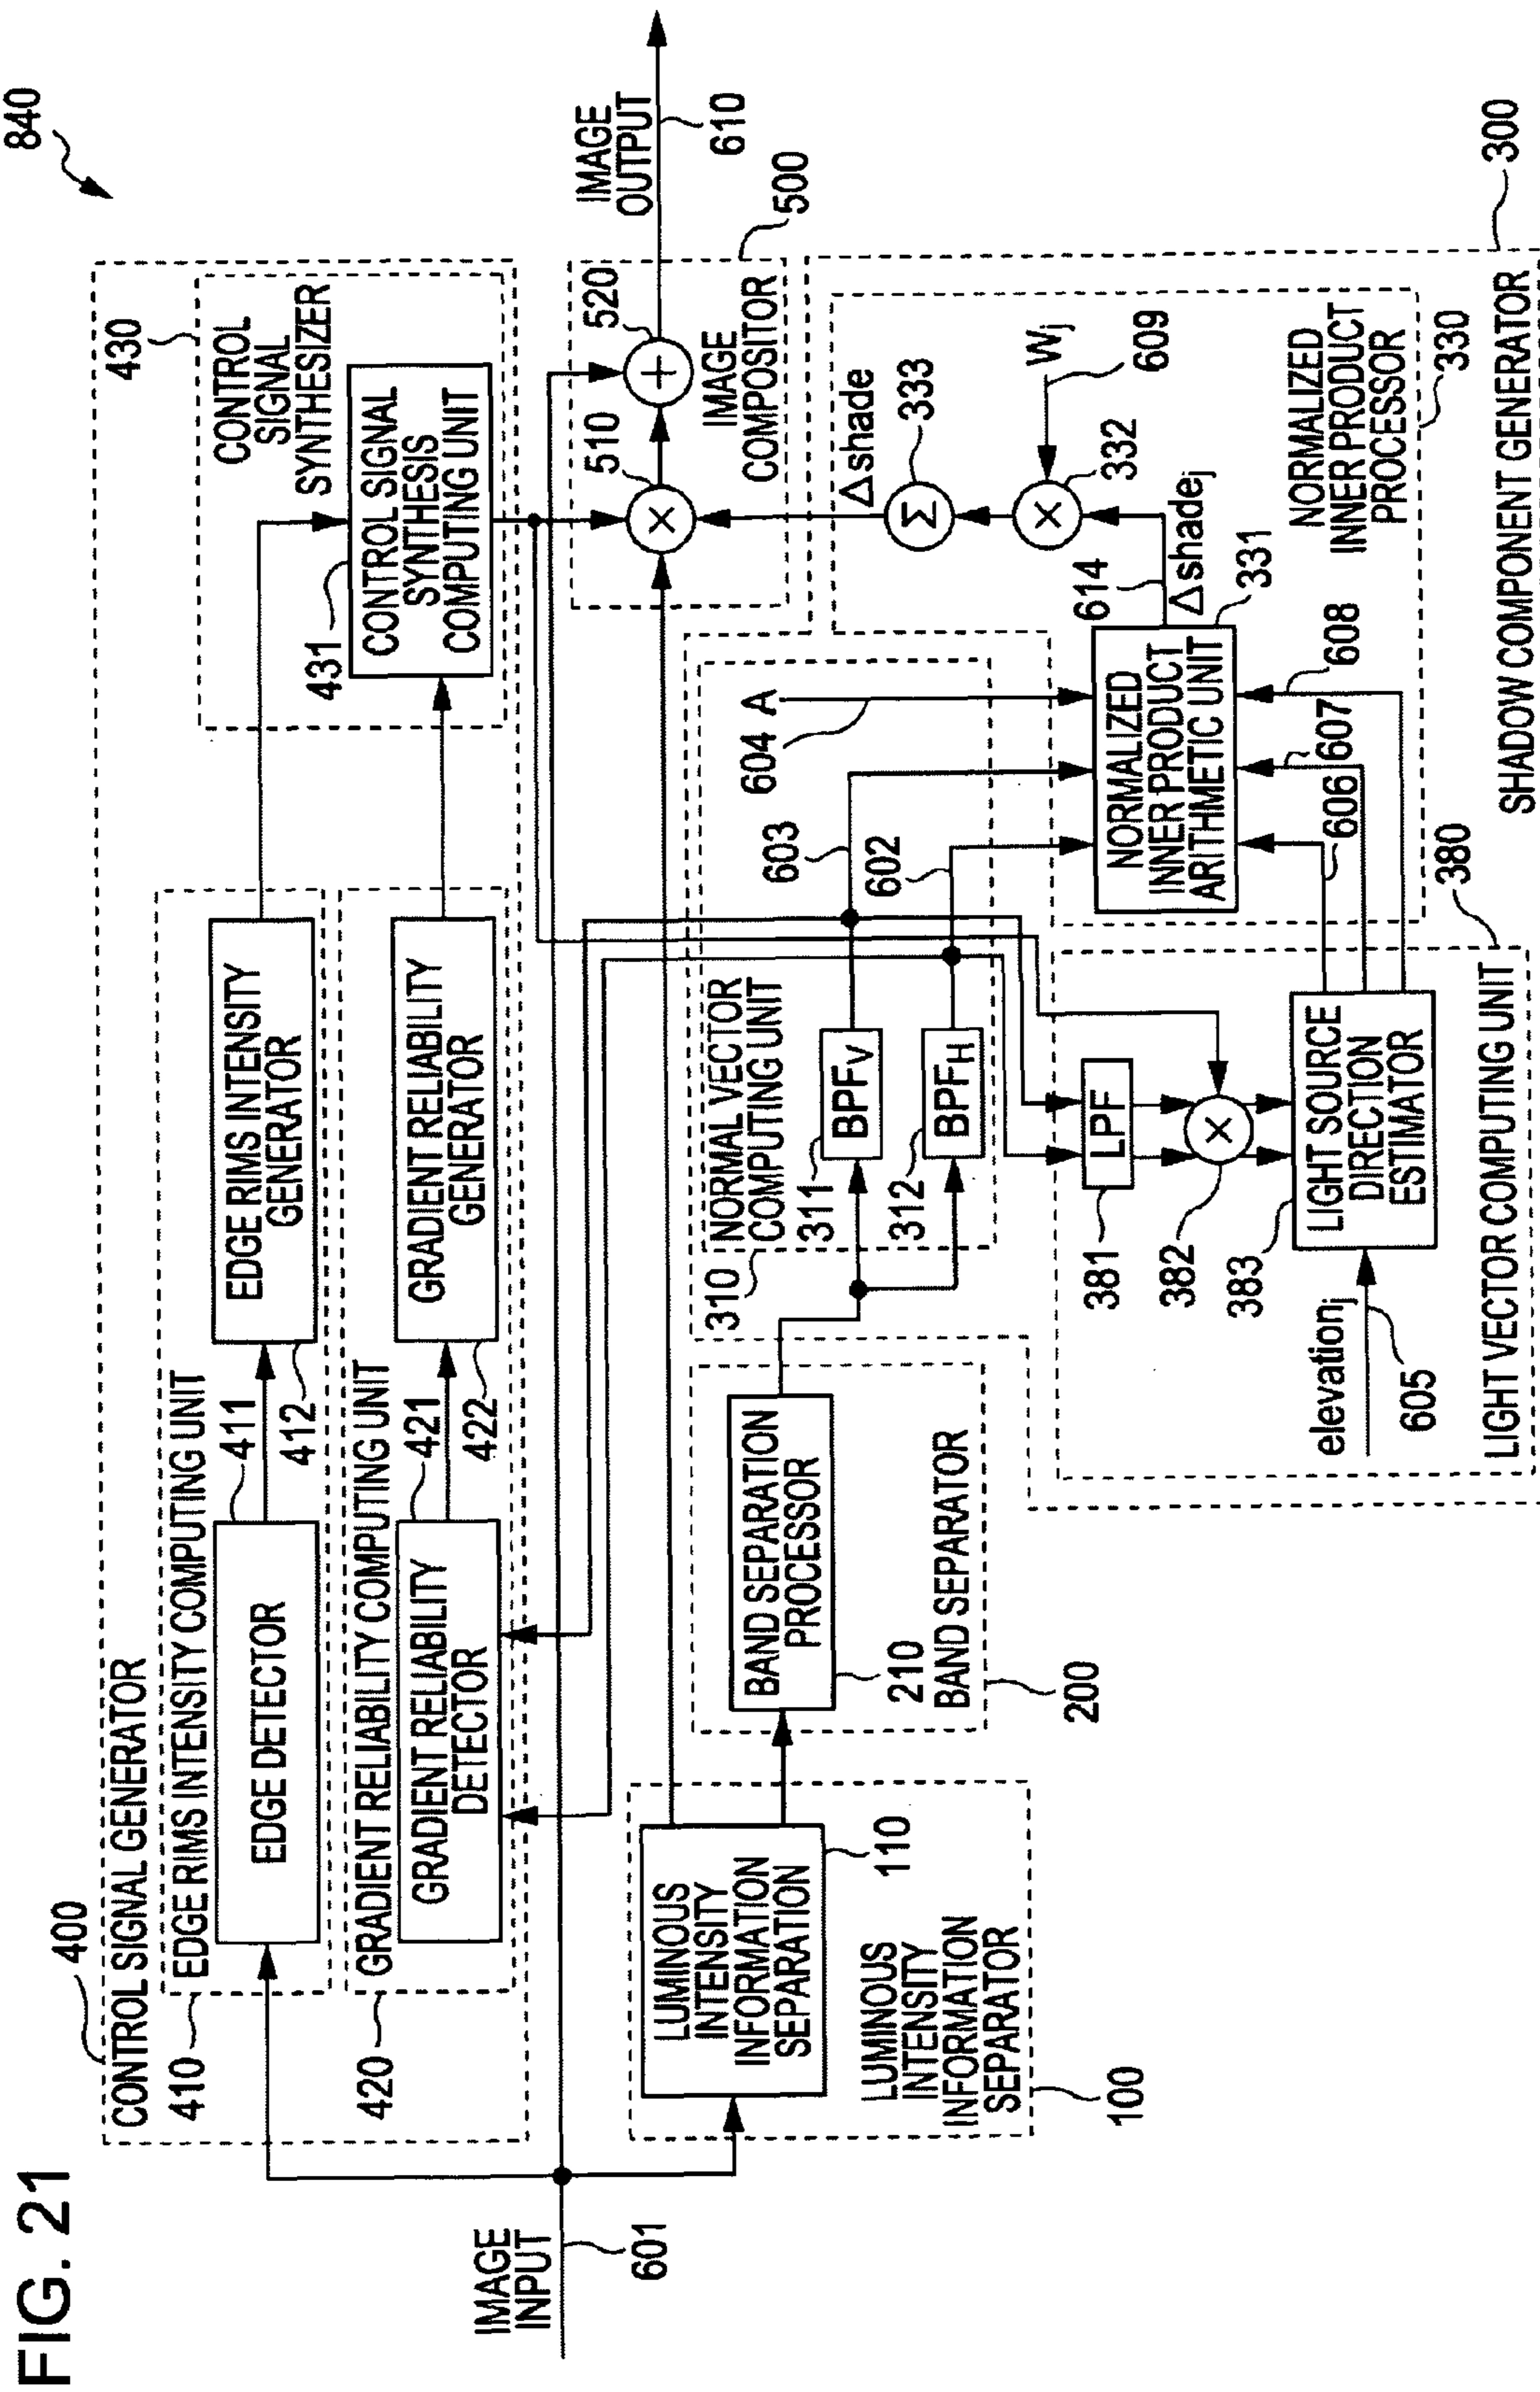 FIG. 21
840
400
CONTROL SIGNAL GENERATOR
410
EDGE RIMS INTENSITY COMPUTING UNIT
EDGE DETECTOR
411
EDGE RIMS INTENSITY
GENERATOR
412
420
GRADIENT RELIABILITY COMPUTING UNIT
GRADIENT RELIABILITY
DETECTOR
421
GRADIENT RELIABILITY
GENERATOR
422
430
CONTROL
SIGNAL
SYNTHESIZER
431
CONTROL SIGNAL
SYNTHESIS
COMPUTING UNIT
IMAGE
INPUT
601
LUMINOUS
INTENSITY
INFORMATION
SEPARATION
110
LUMINOUS
INTENSITY
INFORMATION
SEPARATOR
100
BAND SEPARATION
PROCESSOR
210
BAND SEPARATOR
200
310
NORMAL VECTOR
COMPUTING UNIT
311
BPFV
312
BPFH
603
602
604
A
510
×
520
+
IMAGE
COMPOSITOR
500
IMAGE
OUTPUT
610
Δshade
Σ
333
×
332
Wj
609
614
Δshadej
NORMALIZED
INNER PRODUCT
ARITHMETIC UNIT
331
NORMALIZED
INNER PRODUCT
PROCESSOR
330
606
607
608
381
LPF
382
×
383
LIGHT SOURCE
DIRECTION
ESTIMATOR
elevationj
605
LIGHT VECTOR COMPUTING UNIT
380
SHADOW COMPONENT GENERATOR
300